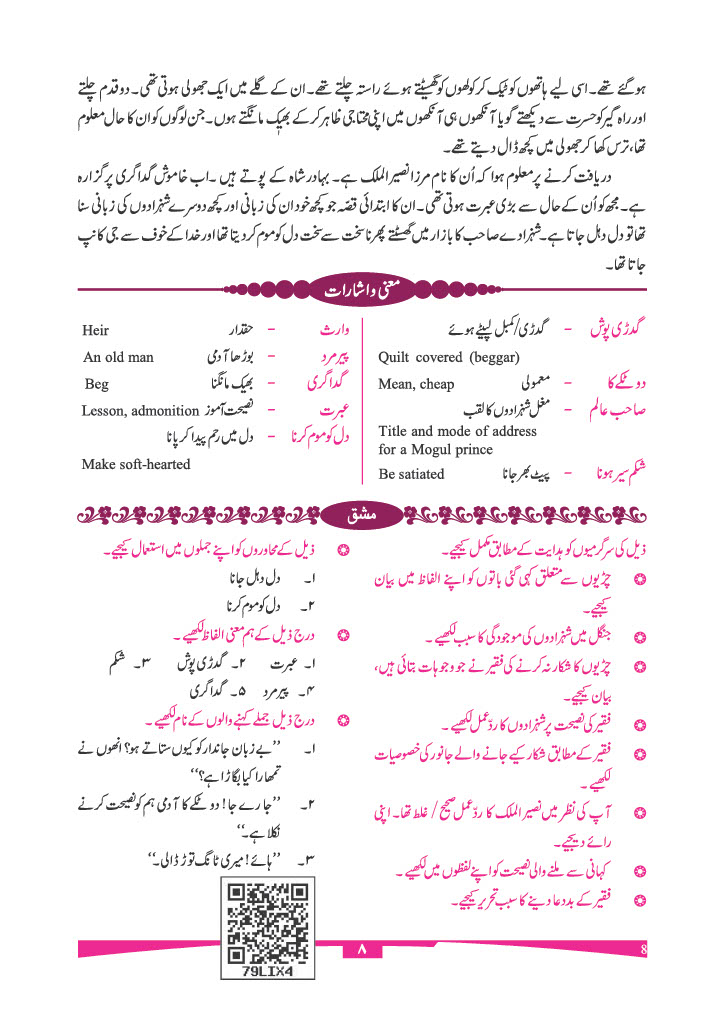 ہوگئے تھے۔ اسی لیے ہاتھوں کو ٹیک کر کولھوں کو گھسیٹتے ہوئے راستہ چلتے تھے۔ ان کے گلے میں ایک جھولی ہوتی تھی۔ دو قدم چلتے
اور راہ گیر کو حسرت سے دیکھتے گویا آنکھوں ہی آنکھوں میں اپنی محتاجی ظاہر کر کے بھیک مانگتے ہوں۔ جن لوگوں کو ان کا حال معلوم
تھا، ترس کھا کر جھولی میں کچھ ڈال دیتے تھے۔
دریافت کرنے پر معلوم ہوا کہ اُن کا نام مرزا نصیرالملک ہے۔ بہادر شاہ کے پوتے ہیں ۔ اب خاموش گداگری پر گزارہ
ہے۔ مجھ کو اُن کے حال سے بڑی عبرت ہوتی تھی۔ ان کا ابتدائی قصّہ جو کچھ خود ان کی زبانی اور کچھ دوسرے شہزادوں کی زبانی سنا
تھا تو دل دہل جاتا ہے۔ شہزادے صاحب کا بازار میں گھسٹتے پھرنا سخت سے سخت دل کو موم کر دیتا تھا اور خدا کے خوف سے جی کانپ
جاتا تھا۔
معنی و اشارات
گدڑی پوش - گدڑی/کمبل لپیٹے ہوئے
Quilt covered (beggar)
دو ٹکے کا - معمولی Mean, cheap
صاحبِ عالم - مغل شہزادوں کا لقب
Title and mode of address
for a Mogul prince
شکم سیر ہونا - پیٹ بھر جانا Be satiated
وارث - حقدار Heir
پیرمرد - بوڑھا آدمی An old man
گداگری - بھیک مانگنا Beg
عبرت - نصیحت آموز Lesson, admonition
دل کو موم کرنا - دل میں رحم پیدا کر پانا
Make soft-hearted
مشق
ذیل کی سرگرمیوں کو ہدایت کے مطابق مکمل کیجیے۔
چڑیوں سے متعلق کہی گئی باتوں کو اپنے الفاظ میں بیان
کیجیے۔
جنگل میں شہزادوں کی موجودگی کا سبب لکھیے۔
چڑیوں کا شکار نہ کرنے کی فقیر نے جو وجوہات بتائی ہیں،
بیان کیجیے۔
فقیر کی نصیحت پر شہزادوں کا ردِّعمل لکھیے۔
فقیر کے مطابق شکار کیے جانے والے جانور کی خصوصیات
لکھیے۔
آپ کی نظر میں نصیرالملک کا ردِّعمل صحیح / غلط تھا۔ اپنی
رائے دیجیے۔
کہانی سے ملنے والی نصیحت کو اپنے لفظوں میں لکھیے۔
فقیر کے بددعا دینے کا سبب تحریر کیجیے۔
ذیل کے محاوروں کو اپنے جملوں میں استعمال کیجیے۔
۱۔ دل دہل جانا
۲۔ دل کو موم کرنا
درج ذیل کے ہم معنی الفاظ لکھیے۔
۱۔ عبرت ۲۔ گدڑی پوش ۳۔ شکم
۴۔ پیرمرد ۵۔ گداگری
درج ذیل جملے کہنے والوں کے نام لکھیے۔
۱۔ ’’بے زبان جاندار کو کیوں ستاتے ہو؟ انھوں نے
تمھارا کیا بگاڑا ہے؟‘‘
۲۔ ’’جا رے جا! دو ٹکے کا آدمی ہم کو نصیحت کرنے
نکلا ہے۔‘‘
۳۔ ’’ہائے! میری ٹانگ توڑ ڈالی۔‘‘
79LIX4
۸
8